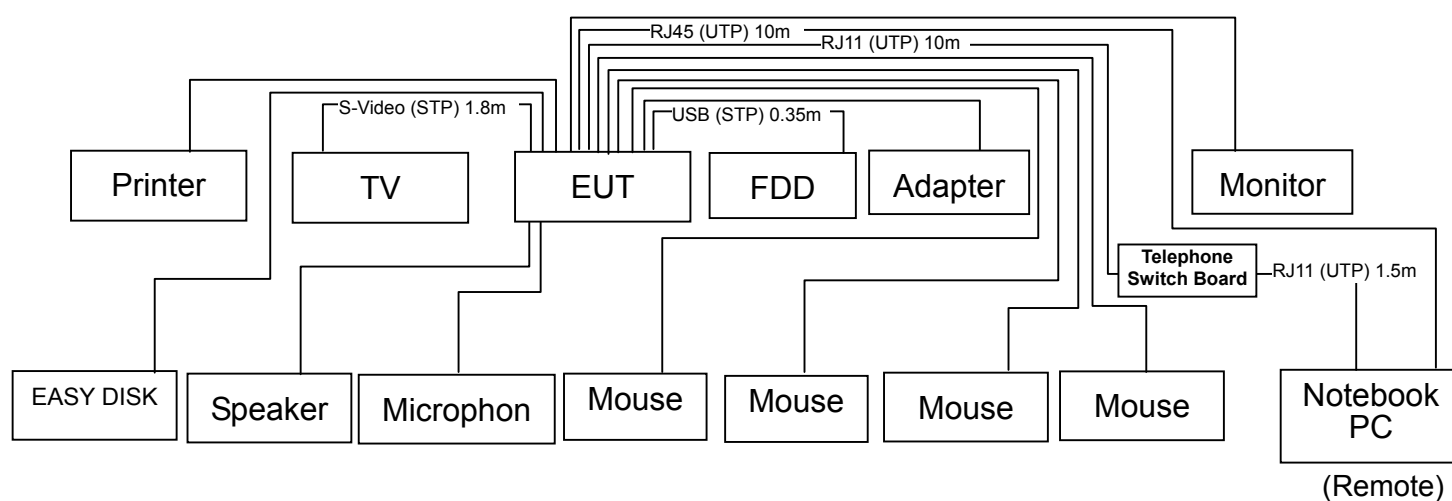 RJ45 (UTP) 10m
RJ11 (UTP) 10m
S-Video (STP) 1.8m
USB (STP) 0.35m
Printer
TV
EUT
FDD
Adapter
Monitor
Telephone
Switch Board
RJ11 (UTP) 1.5m
EASY DISK
Speaker
Microphon
Mouse
Mouse
Mouse
Mouse
Notebook
PC
(Remote)